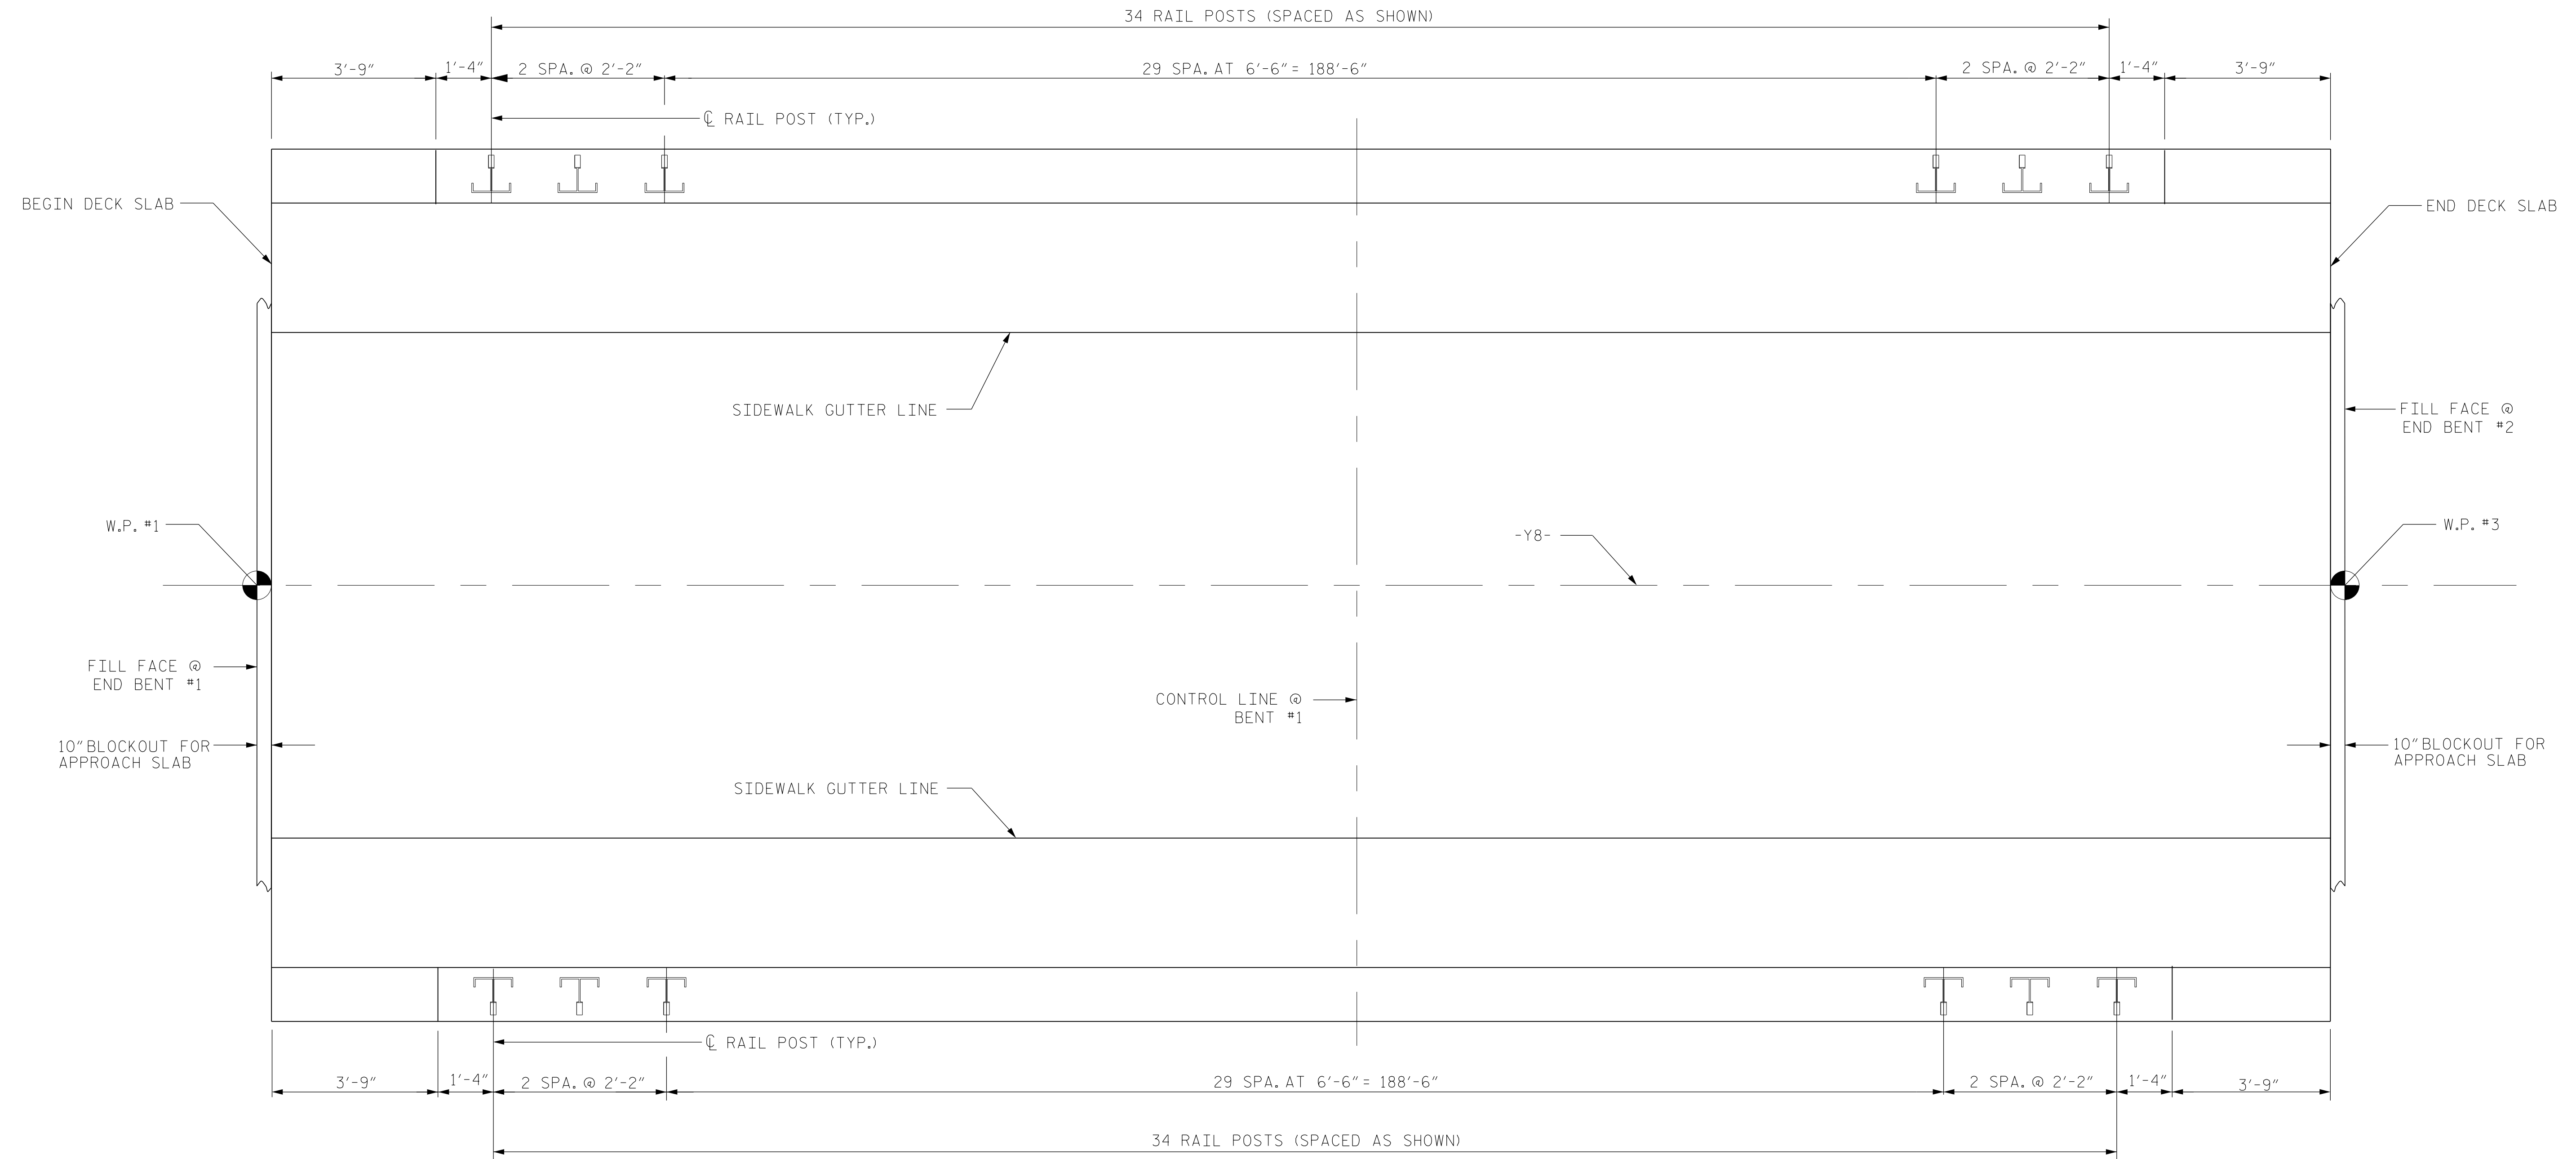 34 RAIL POSTS (SPACED AS SHOWN)
3'-9" 1'-4" 2 SPA. @ 2'-2" 29 SPA. AT 6'-6" = 188'-6" 2 SPA. @ 2'-2" 1'-4" 3'-9"
℄ RAIL POST (TYP.)
BEGIN DECK SLAB
END DECK SLAB
SIDEWALK GUTTER LINE
FILL FACE @
END BENT #2
W.P. #1
-Y8-
W.P. #3
FILL FACE @
END BENT #1
CONTROL LINE @
BENT #1
10" BLOCKOUT FOR
APPROACH SLAB
10" BLOCKOUT FOR
APPROACH SLAB
SIDEWALK GUTTER LINE
℄ RAIL POST (TYP.)
3'-9" 1'-4" 2 SPA. @ 2'-2" 29 SPA. AT 6'-6" = 188'-6" 2 SPA. @ 2'-2" 1'-4" 3'-9"
34 RAIL POSTS (SPACED AS SHOWN)